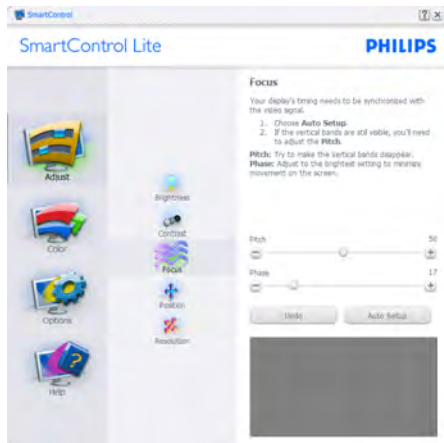 SmartControl
SmartControl Lite
PHILIPS
Adjust
Color
Options
Help
Brightness
Contrast
Focus
Position
Resolution
Focus
Your display's timing needs to be synchronized with
the video signal.
1. Choose Auto Setup.
2. If the vertical bands are still visible, you'll need
to adjust the Pitch.
Pitch: Try to make the vertical bands disappear.
Phase: Adjust to the brightest setting to minimize
movement on the screen.
Pitch 50
Phase 17
Undo Auto Setup